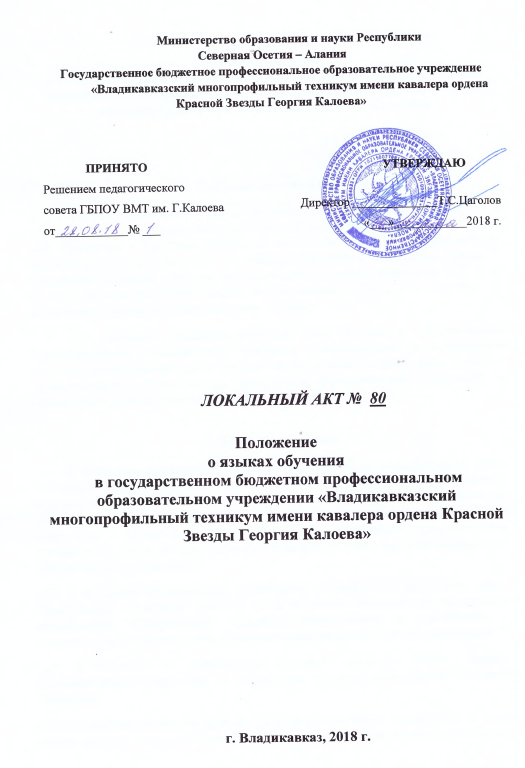 Министерство образования и науки Республики
Северная Осетия – Алания
Государственное бюджетное профессиональное образовательное учреждение
«Владикавказский многопрофильный техникум имени кавалера ордена
Красной Звезды Георгия Калоева»
ПРИНЯТО
Решением педагогического
совета ГБПОУ ВМТ им. Г.Калоева
от 28.08.18 № 1
УТВЕРЖДАЮ
Директор Т.С.Цаголов
2018 г.
ЛОКАЛЬНЫЙ АКТ № 80
Положение
о языках обучения
в государственном бюджетном профессиональном
образовательном учреждении «Владикавказский
многопрофильный техникум имени кавалера ордена Красной
Звезды Георгия Калоева»
г. Владикавказ, 2018 г.